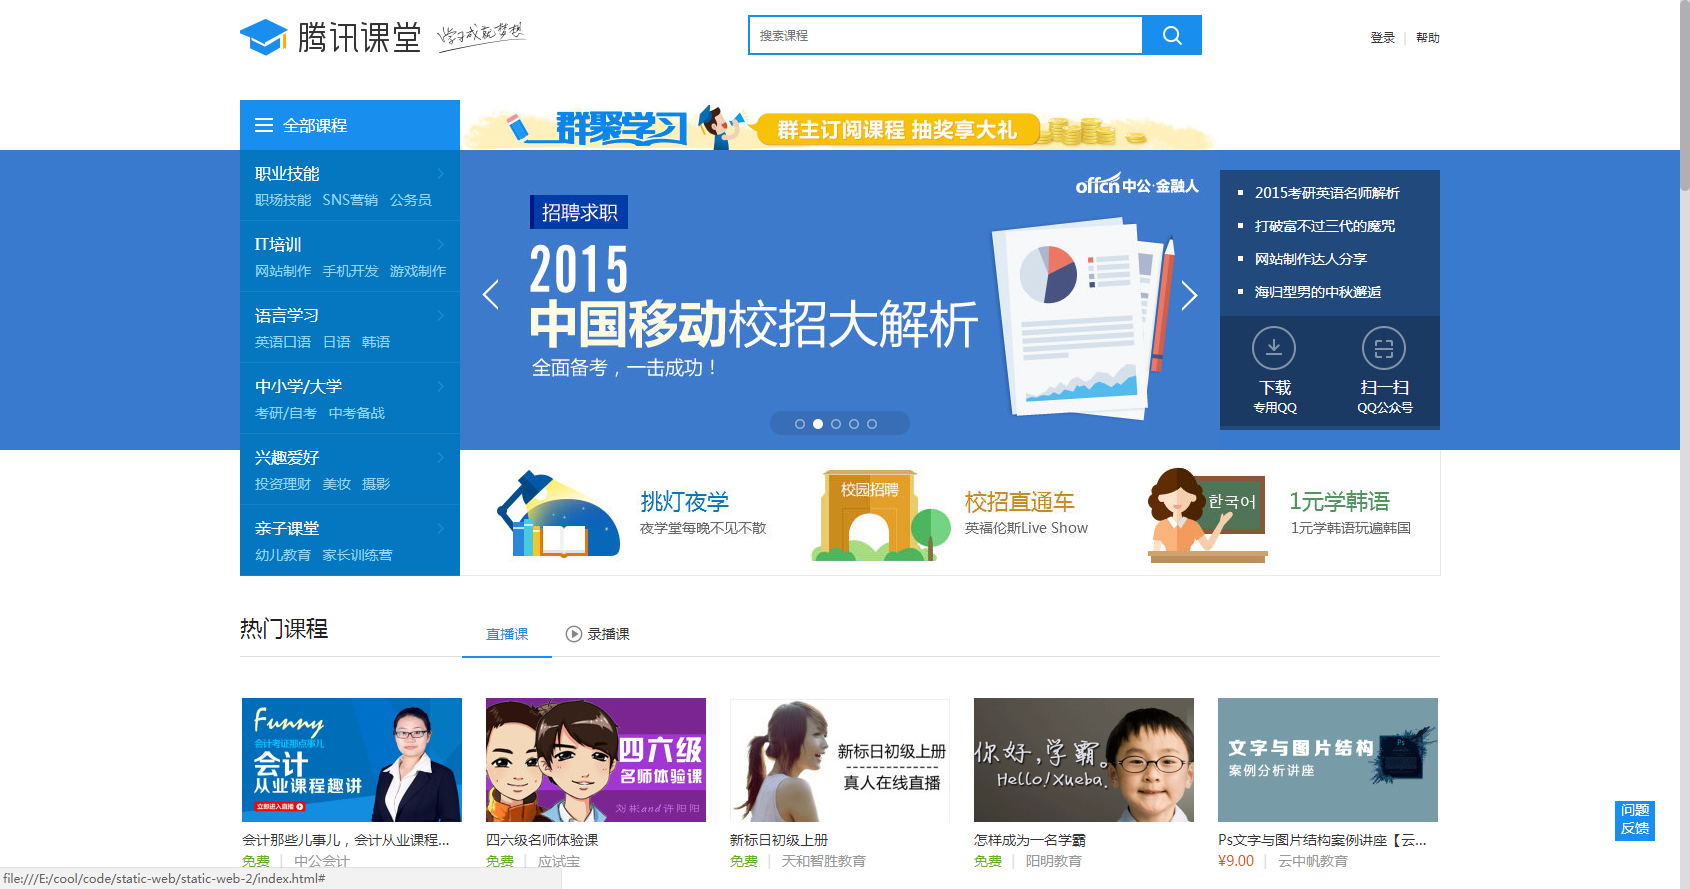 腾讯课堂
学习成就梦想
搜索课程
登录 | 帮助
全部课程
群聚学习
群主订阅课程 抽奖享大礼
职业技能
职场技能 SNS营销 公务员
IT培训
网站制作 手机开发 游戏制作
语言学习
英语口语 日语 韩语
中小学/大学
考研/自考 中考备战
兴趣爱好
投资理财 美妆 摄影
亲子课堂
幼儿教育 家长训练营
offcn中公·金融人
招聘求职
2015
中国移动校招大解析
全面备考，一击成功！
2015考研英语名师解析
打破富不过三代的魔咒
网站制作达人分享
海归型男的中秋邂逅
下载
专用QQ
扫一扫
QQ公众号
挑灯夜学
夜学堂每晚不见不散
校园招聘
校招直通车
英福伦斯Live Show
한국어
1元学韩语
1元学韩语玩遍韩国
热门课程
直播课
录播课
Funny
会计考证那点事儿
会计
从业课程趣讲
立即进入直播
会计那些儿事儿，会计从业课程...
免费 | 中公会计
四六级
名师体验课
刘彬and许阳阳
四六级名师体验课
免费 | 应试宝
新标日初级上册
真人在线直播
新标日初级上册
免费 | 天和智胜教育
你好,学霸。
Hello!Xueba.
怎样成为一名学霸
免费 | 阳明教育
文字与图片结构
案例分析讲座
Ps
Ps文字与图片结构案例讲座【云...
¥9.00 | 云中帆教育
问题
反馈
file:///E:/cool/code/static-web/static-web-2/index.html#